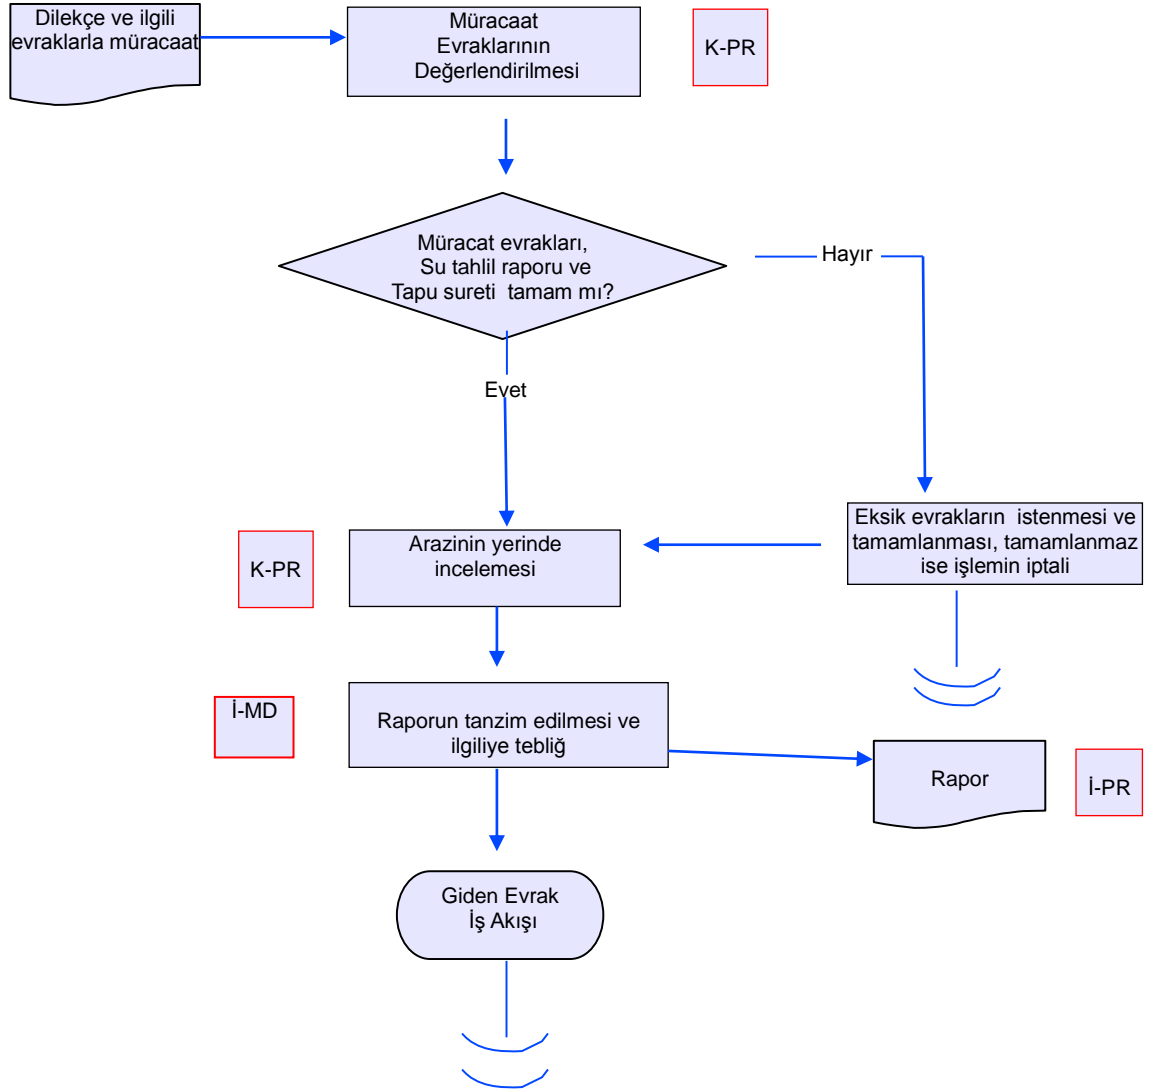 Dilekçe ve ilgili
evraklarla müracaat
Müracaat
Evraklarının
Değerlendirilmesi
K-PR
Müracat evrakları,
Su tahlil raporu ve
Tapu sureti tamam mı?
Hayır
Evet
Eksik evrakların istenmesi ve
tamamlanması, tamamlanmaz
ise işlemin iptali
Arazinin yerinde
incelemesi
K-PR
İ-MD
Raporun tanzim edilmesi ve
ilgiliye tebliğ
Rapor
İ-PR
Giden Evrak
İş Akışı